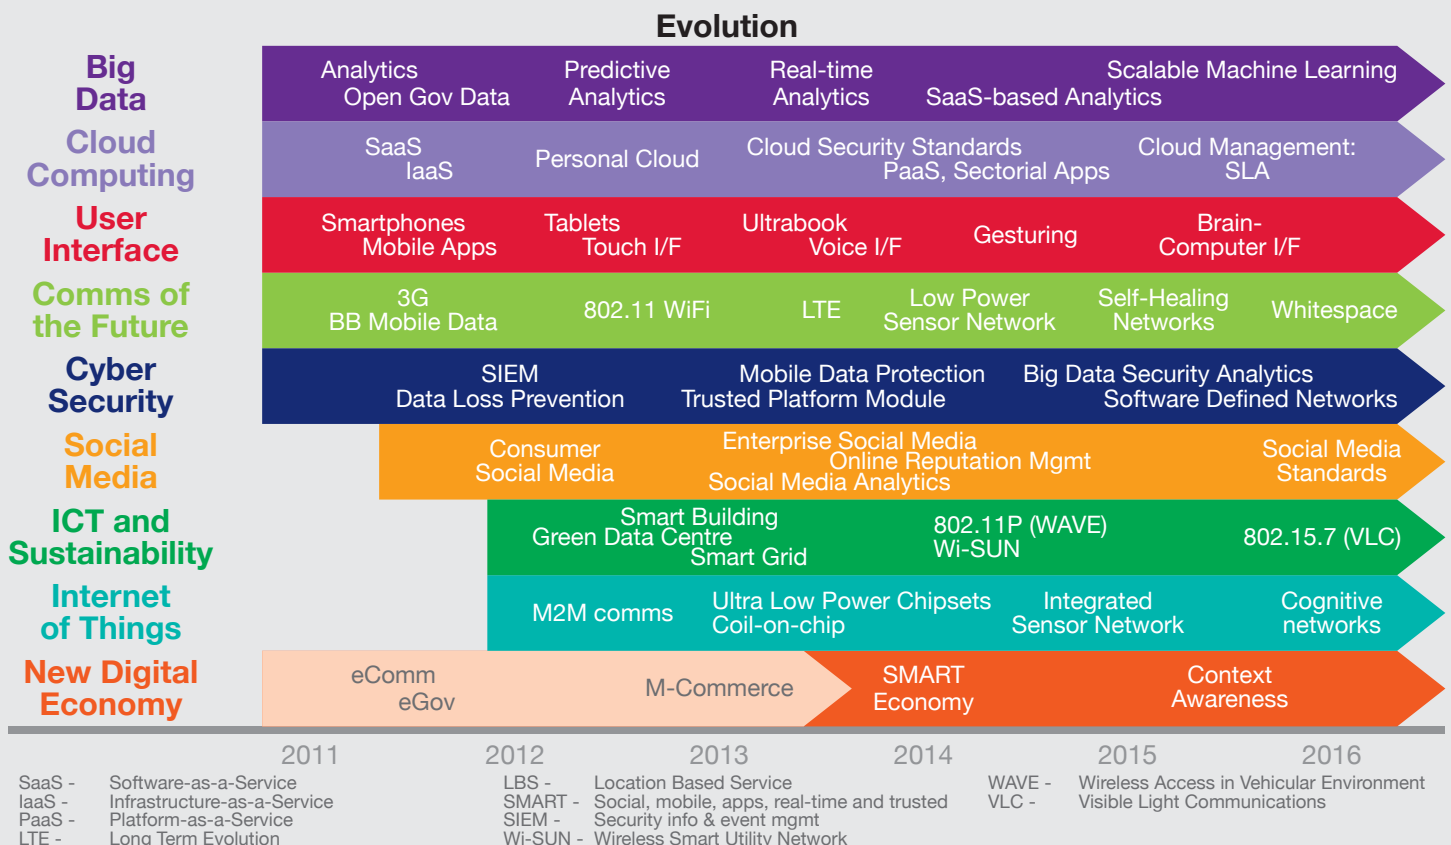 Evolution
Big
Data
Analytics
Open Gov Data
Predictive
Analytics
Real-time
Analytics
SaaS-based Analytics
Scalable Machine Learning
Cloud
Computing
SaaS
IaaS
Personal Cloud
Cloud Security Standards
PaaS, Sectorial Apps
Cloud Management:
SLA
User
Interface
Smartphones
Mobile Apps
Tablets
Touch I/F
Ultrabook
Voice I/F
Gesturing
Brain-
Computer I/F
Comms of
the Future
3G
BB Mobile Data
802.11 WiFi
LTE
Low Power
Sensor Network
Self-Healing
Networks
Whitespace
Cyber
Security
SIEM
Data Loss Prevention
Mobile Data Protection
Trusted Platform Module
Big Data Security Analytics
Software Defined Networks
Social
Media
Consumer
Social Media
Enterprise Social Media
Online Reputation Mgmt
Social Media Analytics
Social Media
Standards
ICT and
Sustainability
Smart Building
Green Data Centre
Smart Grid
802.11P (WAVE)
Wi-SUN
802.15.7 (VLC)
Internet
of Things
M2M comms
Ultra Low Power Chipsets
Coil-on-chip
Integrated
Sensor Network
Cognitive
networks
New Digital
Economy
eComm
eGov
M-Commerce
SMART
Economy
Context
Awareness
2011 2012 2013 2014 2015 2016
SaaS - Software-as-a-Service
IaaS - Infrastructure-as-a-Service
PaaS - Platform-as-a-Service
LTE - Long Term Evolution
LBS - Location Based Service
SMART - Social, mobile, apps, real-time and trusted
SIEM - Security info & event mgmt
Wi-SUN - Wireless Smart Utility Network
WAVE - Wireless Access in Vehicular Environment
VLC - Visible Light Communications